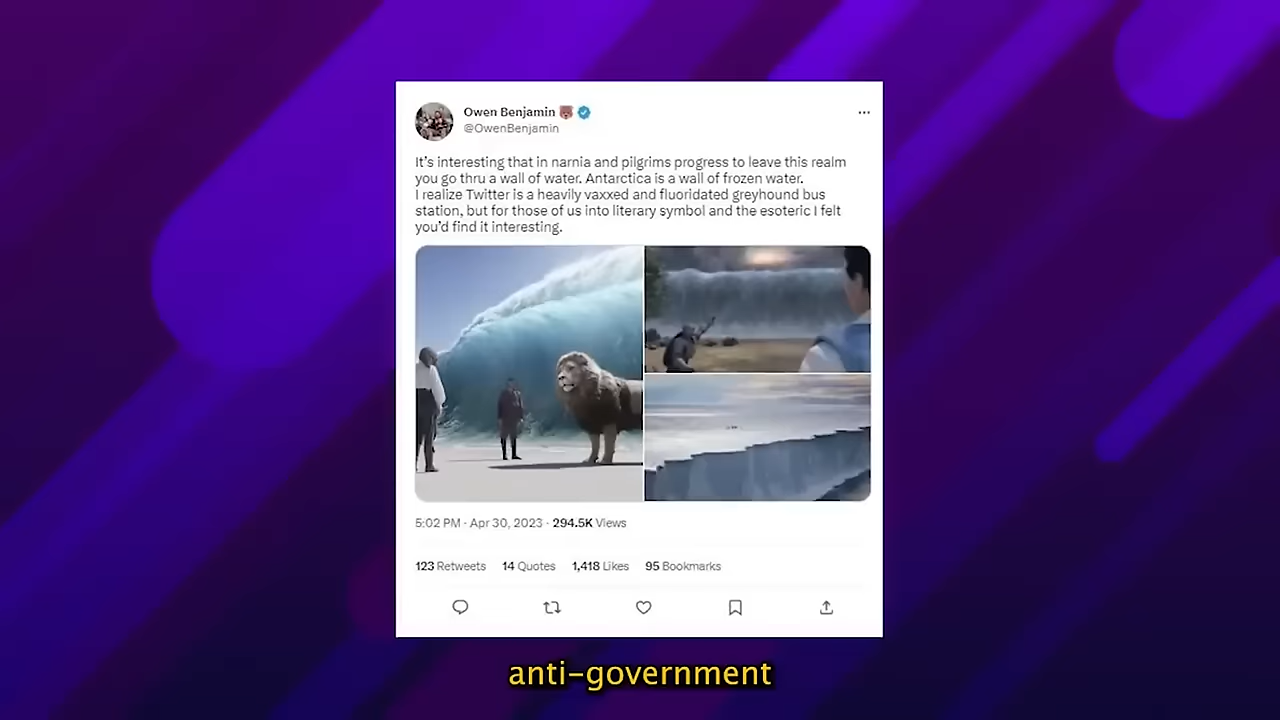 Owen Benjamin 🐻
@OwenBenjamin
It's interesting that in narnia and pilgrims progress to leave this realm
you go thru a wall of water. Antarctica is a wall of frozen water.
I realize Twitter is a heavily vaxxed and fluoridated greyhound bus
station, but for those of us into literary symbol and the esoteric I felt
you'd find it interesting.
5:02 PM · Apr 30, 2023 · 294.5K Views
123 Retweets 14 Quotes 1,418 Likes 95 Bookmarks
anti-government